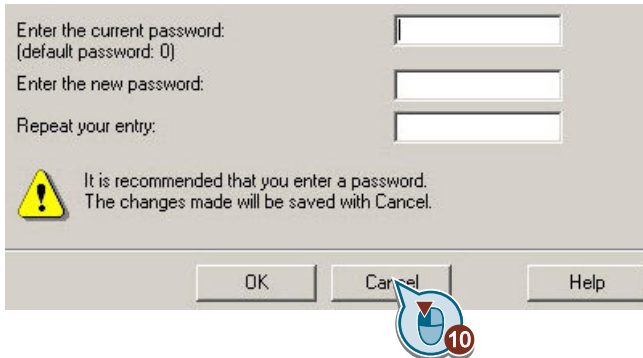 Enter the current password:
(default password: 0)
Enter the new password:
Repeat your entry:
It is recommended that you enter a password.
The changes made will be saved with Cancel.
OK Cancel Help
10